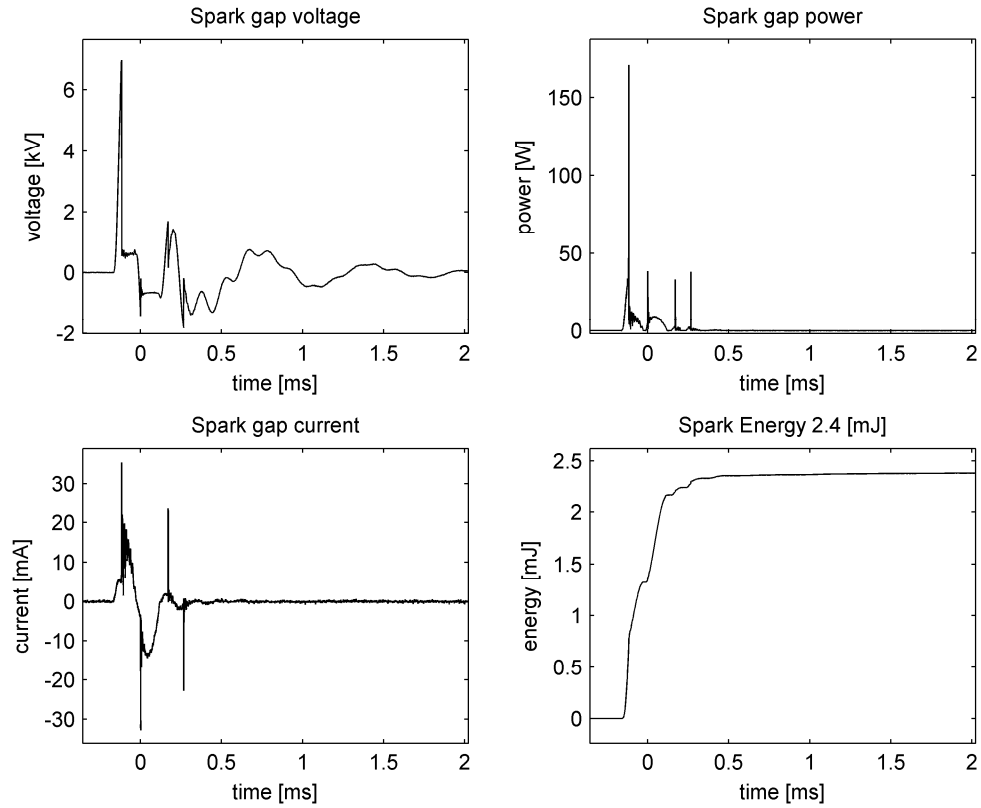 Spark gap voltage
voltage [kV]
6
4
2
0
-2
0 0.5 1 1.5 2
time [ms]
Spark gap power
power [W]
150
100
50
0
0 0.5 1 1.5 2
time [ms]
Spark gap current
current [mA]
30
20
10
0
-10
-20
-30
0 0.5 1 1.5 2
time [ms]
Spark Energy 2.4 [mJ]
energy [mJ]
2.5
2
1.5
1
0.5
0
0 0.5 1 1.5 2
time [ms]